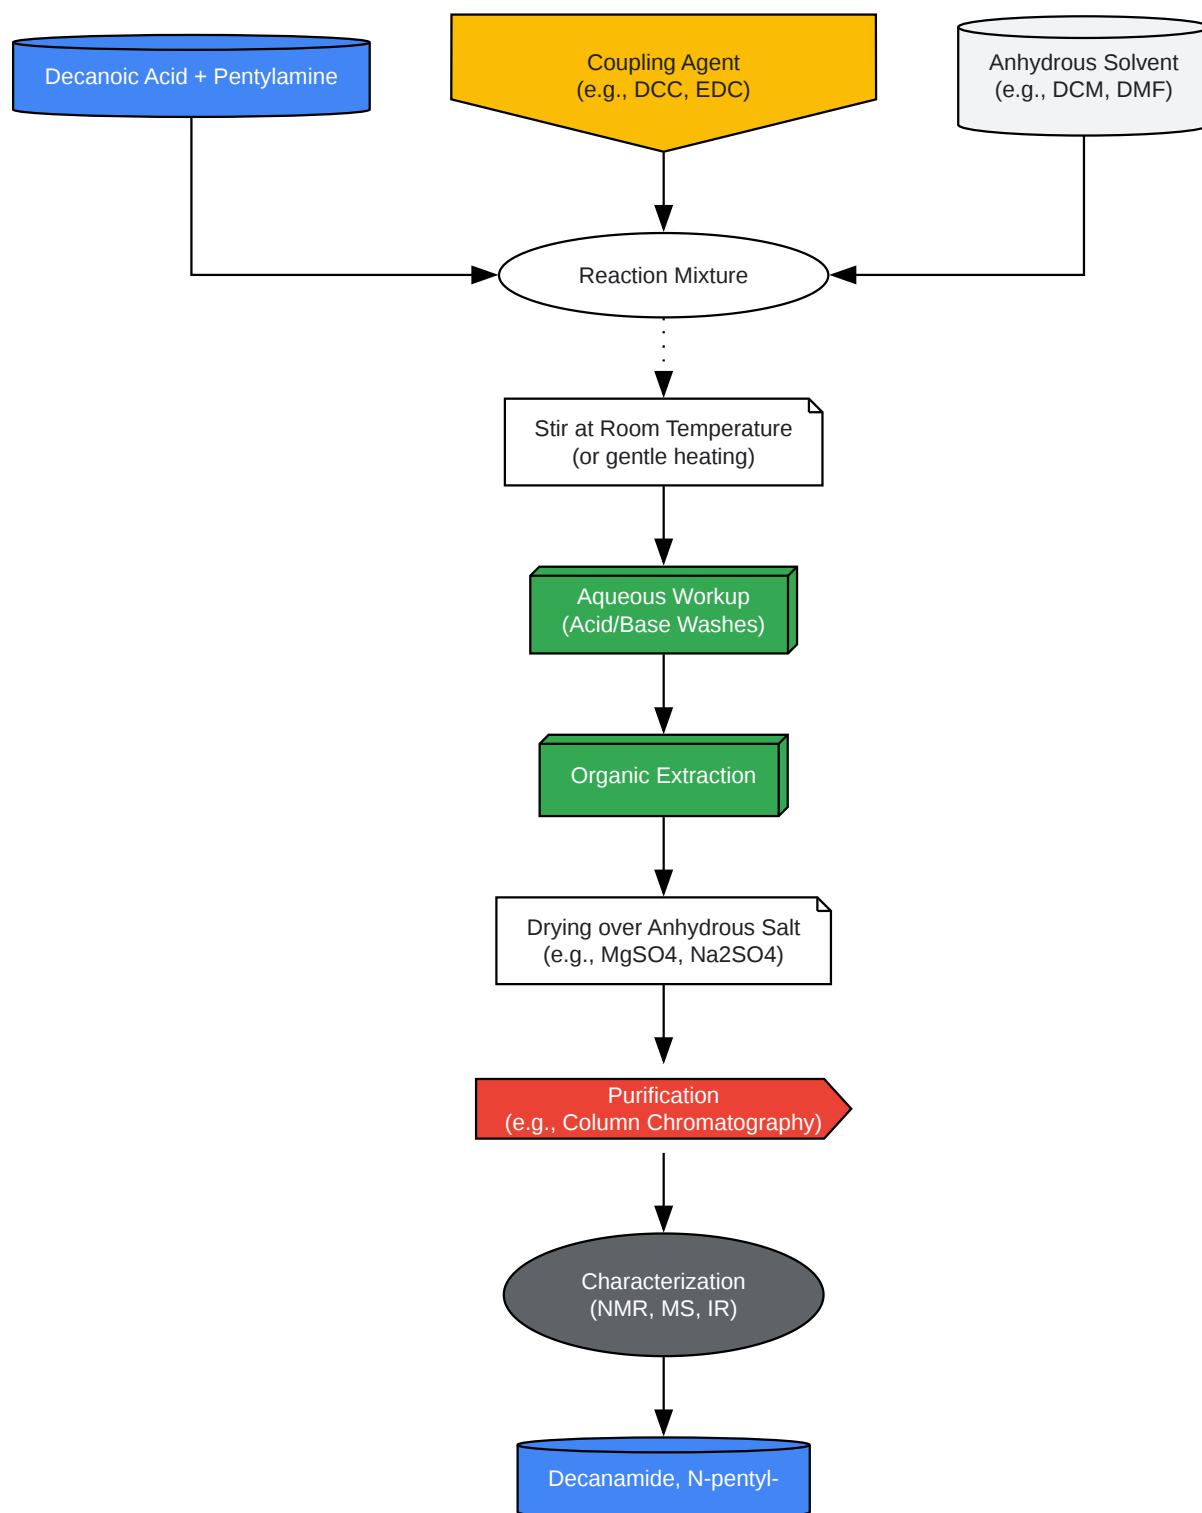 Decanoic Acid + Pentylamine
Coupling Agent
(e.g., DCC, EDC)
Anhydrous Solvent
(e.g., DCM, DMF)
Reaction Mixture
Stir at Room Temperature
(or gentle heating)
Aqueous Workup
(Acid/Base Washes)
Organic Extraction
Drying over Anhydrous Salt
(e.g., MgSO4, Na2SO4)
Purification
(e.g., Column Chromatography)
Characterization
(NMR, MS, IR)
Decanamide, N-pentyl-